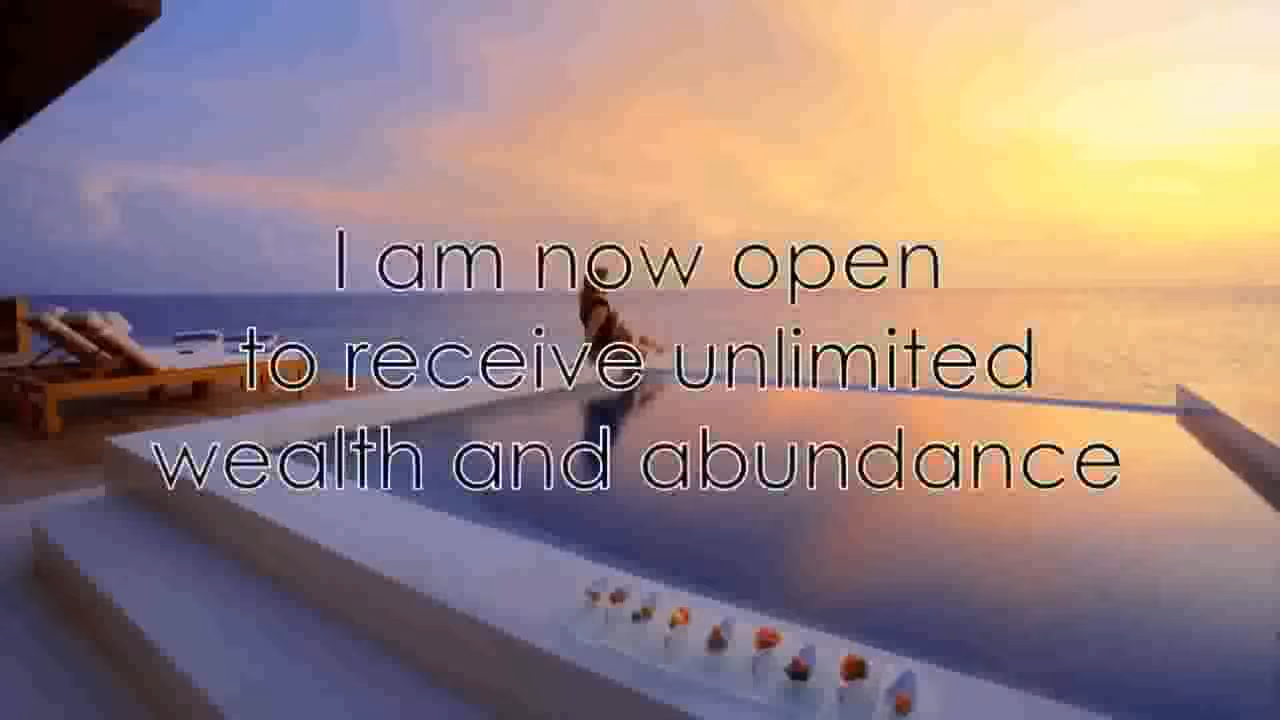 I am now open
to receive unlimited
wealth and abundance